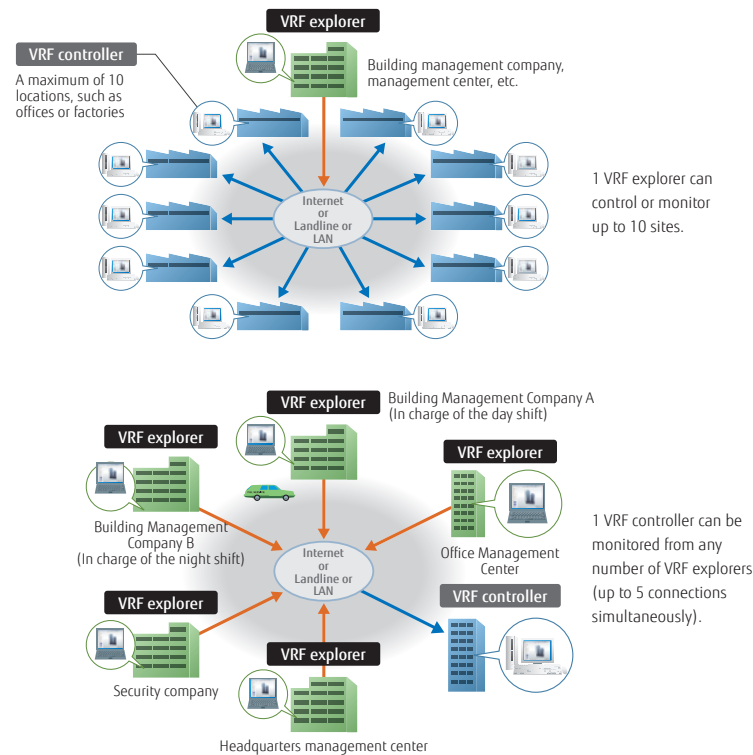 VRF explorer
VRF controller
A maximum of 10
locations, such as
offices or factories
Building management company,
management center, etc.
Internet
or
Landline or
LAN
1 VRF explorer can
control or monitor
up to 10 sites.
VRF explorer
Building Management Company A
(In charge of the day shift)
VRF explorer
Building Management
Company B
(In charge of the night shift)
VRF explorer
Office Management
Center
Internet
or
Landline or
LAN
1 VRF controller can be
monitored from any
number of VRF explorers
(up to 5 connections
simultaneously).
VRF explorer
Security company
VRF controller
VRF explorer
Headquarters management center